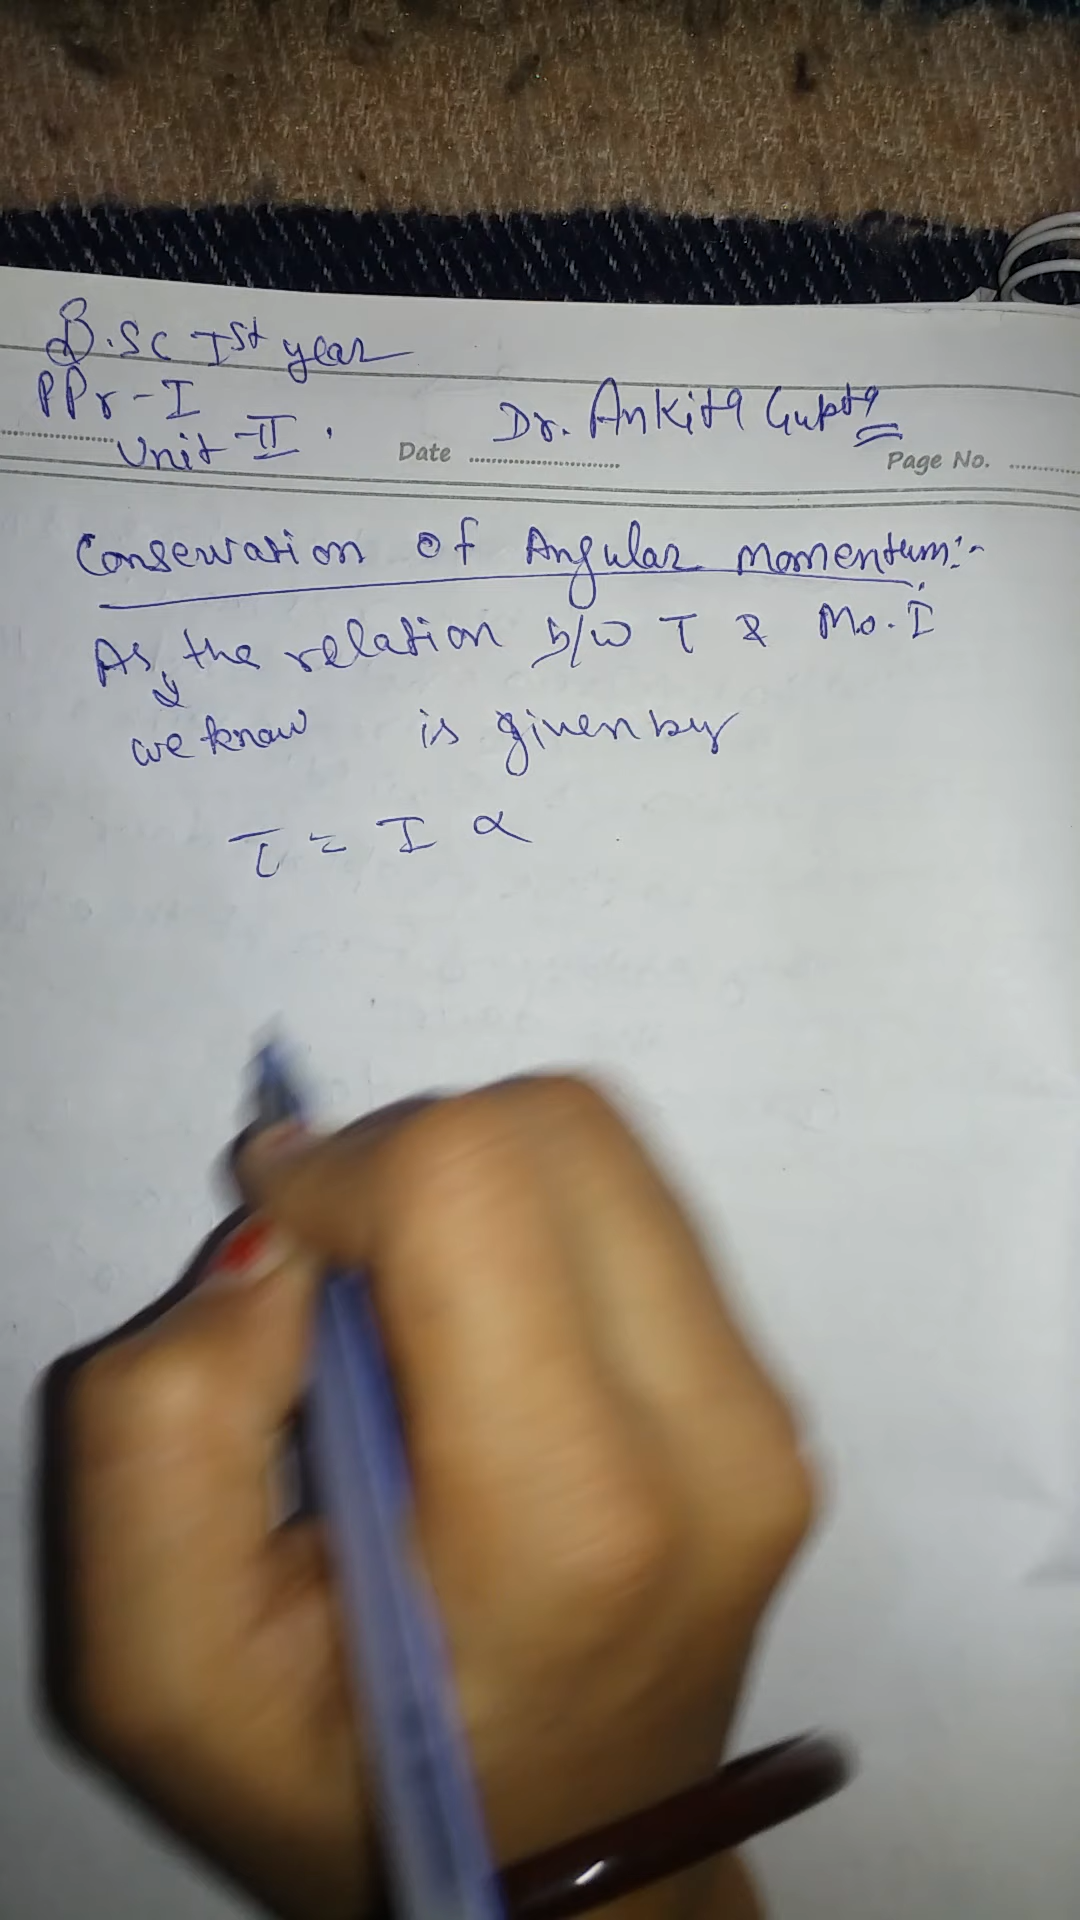 B.SC Ist year
PPr-I
Unit-II.
Dr. Ankita Gupta
Date
Page No.
Conservation of Angular momentum:-
As the relation b/w τ & Mo.I
we know is given by
τ = I α